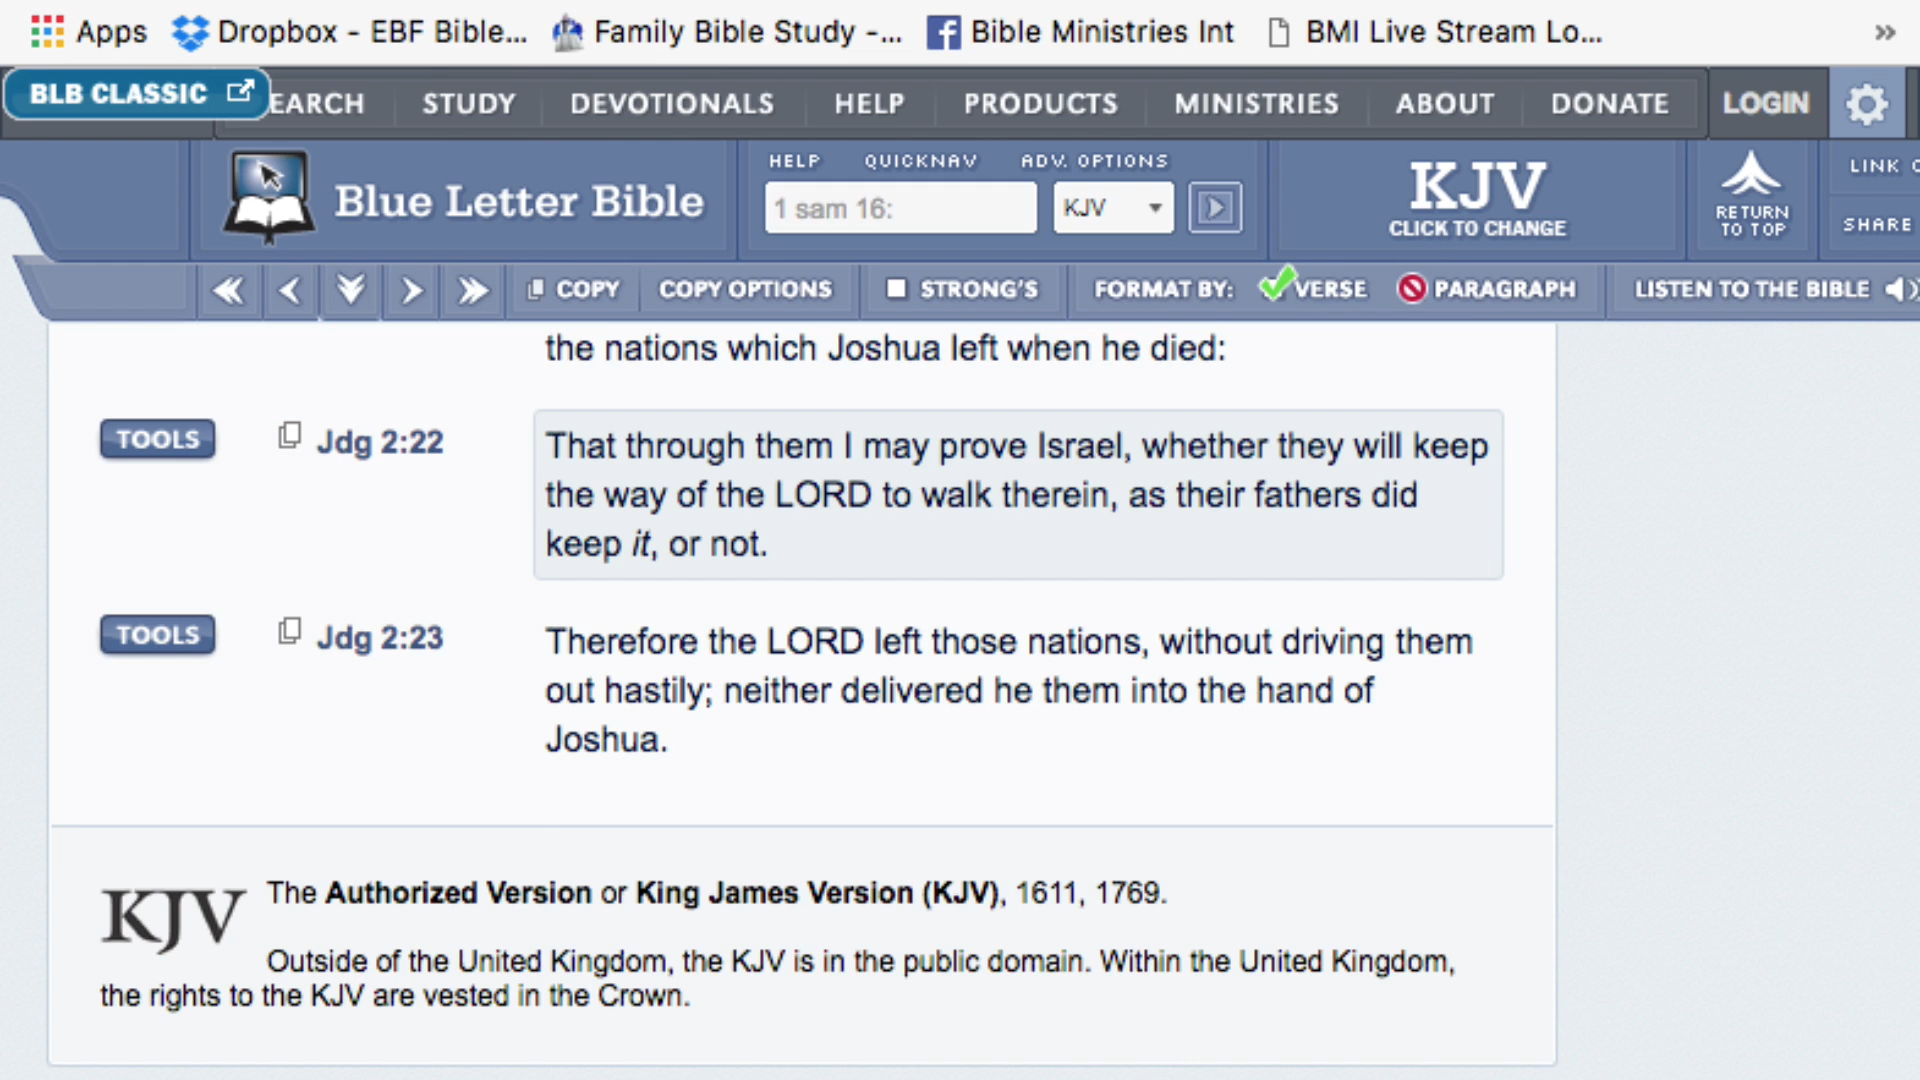 Apps Dropbox - EBF Bible... Family Bible Study -... Bible Ministries Int BMI Live Stream Lo... »
BLB CLASSIC EARCH STUDY DEVOTIONALS HELP PRODUCTS MINISTRIES ABOUT DONATE LOGIN
HELP QUICKNAV ADV. OPTIONS
Blue Letter Bible
1 sam 16: KJV
KJV
CLICK TO CHANGE
RETURN
TO TOP
LINK
SHARE
COPY COPY OPTIONS STRONG'S FORMAT BY: VERSE PARAGRAPH LISTEN TO THE BIBLE
the nations which Joshua left when he died:
TOOLS Jdg 2:22 That through them I may prove Israel, whether they will keep
the way of the LORD to walk therein, as their fathers did
keep it, or not.
TOOLS Jdg 2:23 Therefore the LORD left those nations, without driving them
out hastily; neither delivered he them into the hand of
Joshua.
KJV The Authorized Version or King James Version (KJV), 1611, 1769.
Outside of the United Kingdom, the KJV is in the public domain. Within the United Kingdom,
the rights to the KJV are vested in the Crown.